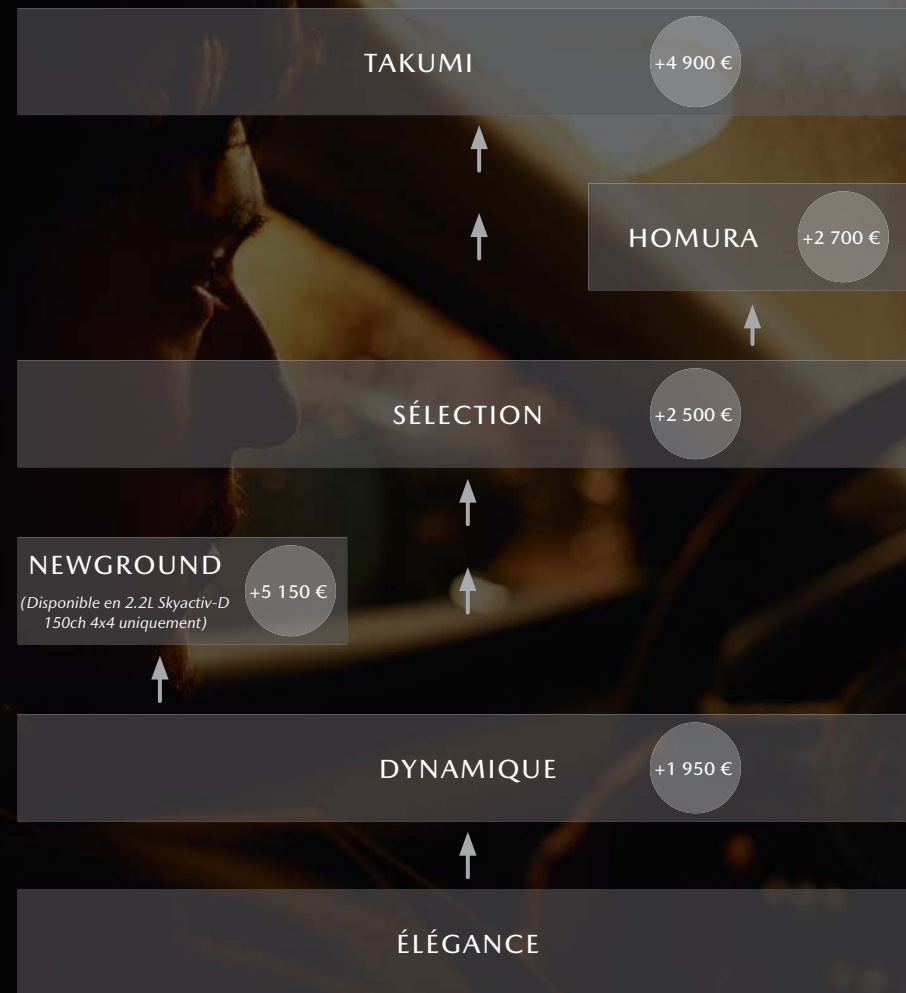 TAKUMI
+4 900 €
HOMURA
+2 700 €
SÉLECTION
+2 500 €
NEWGROUND
(Disponible en 2.2L Skyactiv-D
150ch 4x4 uniquement)
+5 150 €
DYNAMIQUE
+1 950 €
ÉLÉGANCE